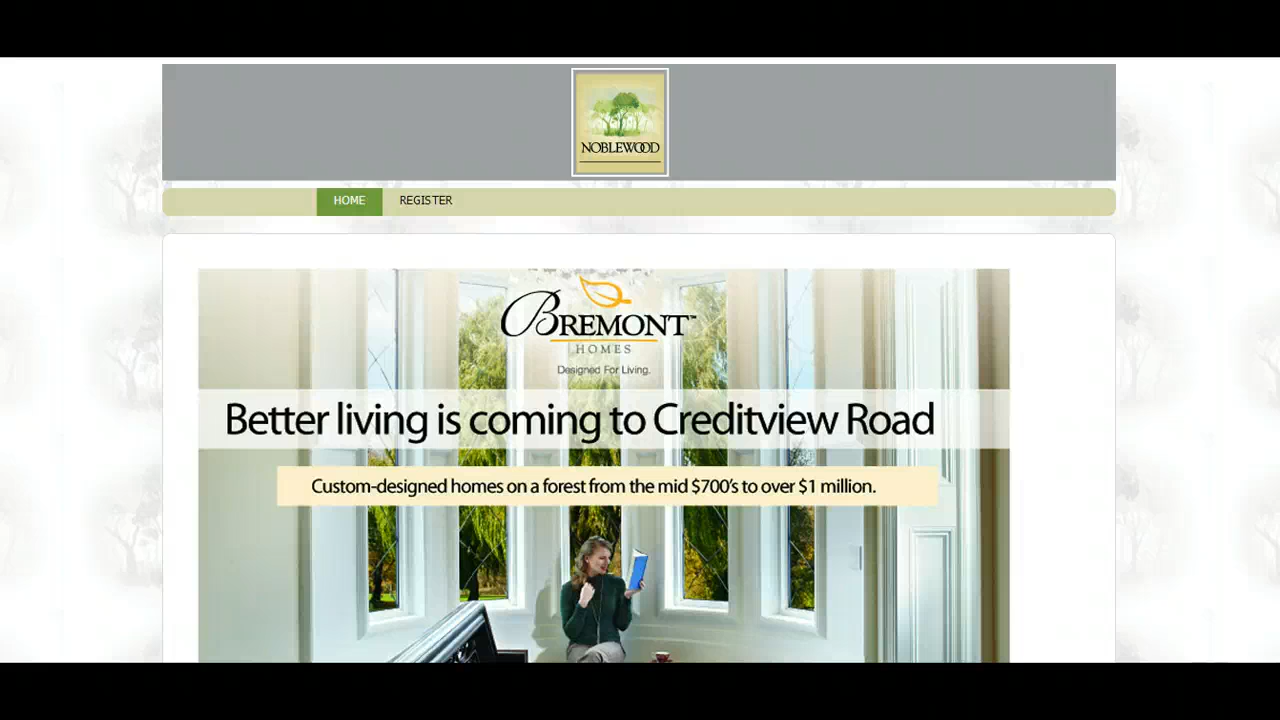 NOBLEWOOD
HOME REGISTER
BREMONT™
HOMES
Designed For Living.
Better living is coming to Creditview Road
Custom-designed homes on a forest from the mid $700's to over $1 million.